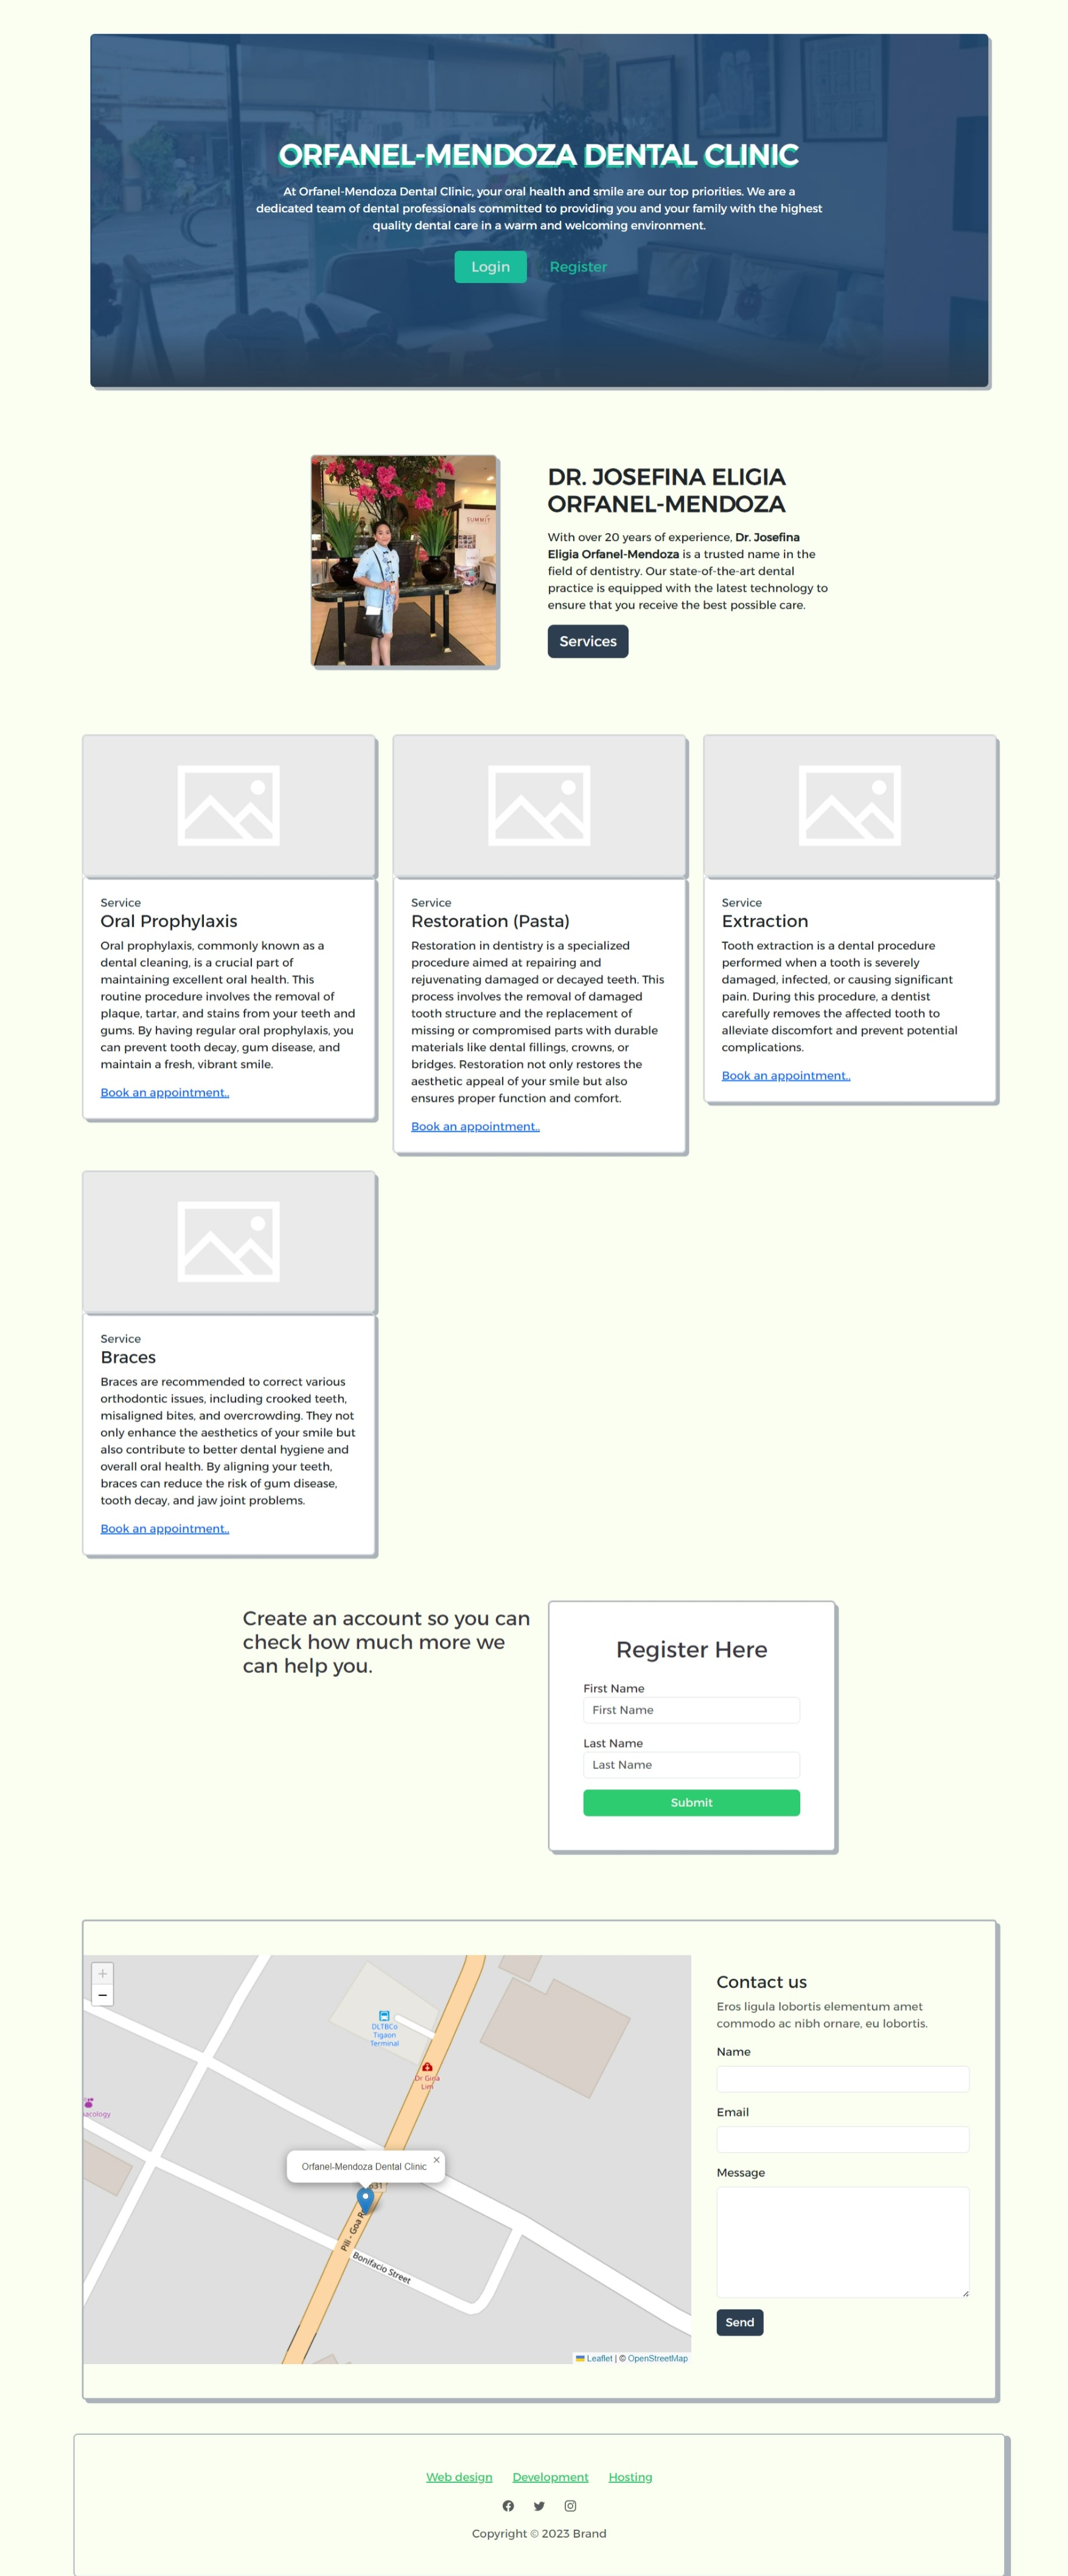 ORFANEL-MENDOZA DENTAL CLINIC
At Orfanel-Mendoza Dental Clinic, your oral health and smile are our top priorities. We are a
dedicated team of dental professionals committed to providing you and your family with the highest
quality dental care in a warm and welcoming environment.
Login
Register
SUMMIT
DR. JOSEFINA ELIGIA
ORFANEL-MENDOZA
With over 20 years of experience, Dr. Josefina
Eligia Orfanel-Mendoza is a trusted name in the
field of dentistry. Our state-of-the-art dental
practice is equipped with the latest technology to
ensure that you receive the best possible care.
Services
Service
Oral Prophylaxis
Oral prophylaxis, commonly known as a
dental cleaning, is a crucial part of
maintaining excellent oral health. This
routine procedure involves the removal of
plaque, tartar, and stains from your teeth and
gums. By having regular oral prophylaxis, you
can prevent tooth decay, gum disease, and
maintain a fresh, vibrant smile.
Book an appointment..
Service
Restoration (Pasta)
Restoration in dentistry is a specialized
procedure aimed at repairing and
rejuvenating damaged or decayed teeth. This
process involves the removal of damaged
tooth structure and the replacement of
missing or compromised parts with durable
materials like dental fillings, crowns, or
bridges. Restoration not only restores the
aesthetic appeal of your smile but also
ensures proper function and comfort.
Book an appointment..
Service
Extraction
Tooth extraction is a dental procedure
performed when a tooth is severely
damaged, infected, or causing significant
pain. During this procedure, a dentist
carefully removes the affected tooth to
alleviate discomfort and prevent potential
complications.
Book an appointment..
Service
Braces
Braces are recommended to correct various
orthodontic issues, including crooked teeth,
misaligned bites, and overcrowding. They not
only enhance the aesthetics of your smile but
also contribute to better dental hygiene and
overall oral health. By aligning your teeth,
braces can reduce the risk of gum disease,
tooth decay, and jaw joint problems.
Book an appointment..
Create an account so you can
check how much more we
can help you.
Register Here
First Name
First Name
Last Name
Last Name
Submit
+
−
DLTBCo
Tigaon
Terminal
Dr Gina
Lim
acology
Orfanel-Mendoza Dental Clinic
×
631
Pili - Goa R
Bonifacio Street
Leaflet | © OpenStreetMap
Contact us
Eros ligula lobortis elementum amet
commodo ac nibh ornare, eu lobortis.
Name
Email
Message
Send
Web design
Development
Hosting
Copyright © 2023 Brand